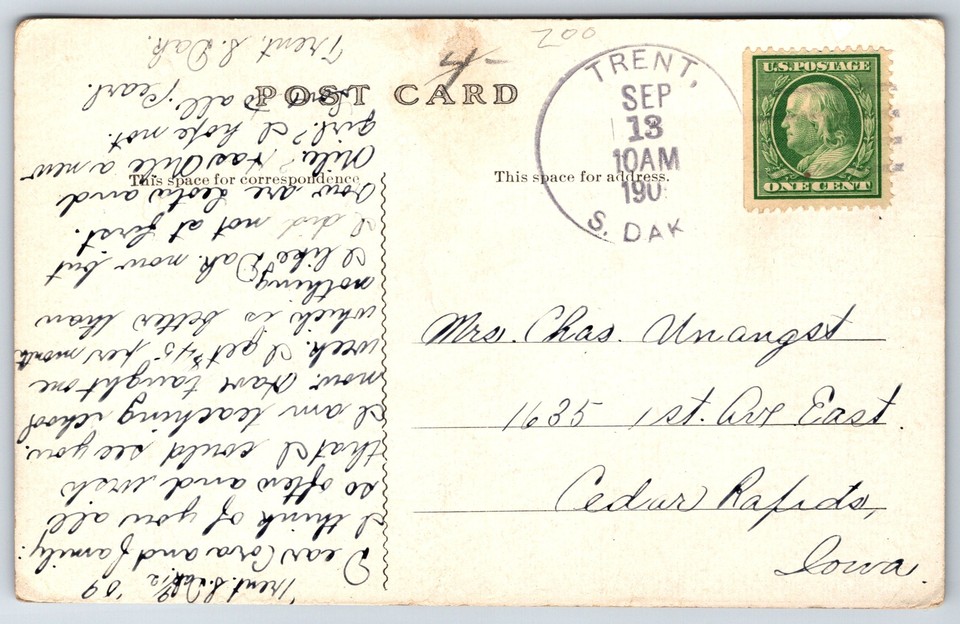 POST CARD
This space for correspondence
This space for address.
200
TRENT,
SEP
13
10AM
190
S. DAK
U.S. POSTAGE
ONE CENT
Mrs. Chas. Unangst
1635 1st. Ave East.
Cedar Rapids,
Iowa.
Trent. S. Dak.
'09
Dear Cora and family:
I think of you all
so often and wish
that I could see you.
I am teaching school
now. Have taught one
week. I get $45 per month
which is better than
nothing
I like Dak. now but
I did not at first.
How are Lesta and
Nile? Has Nile a new
girl? I hope not.
to all, Pearl.
Trent, S. Dak.